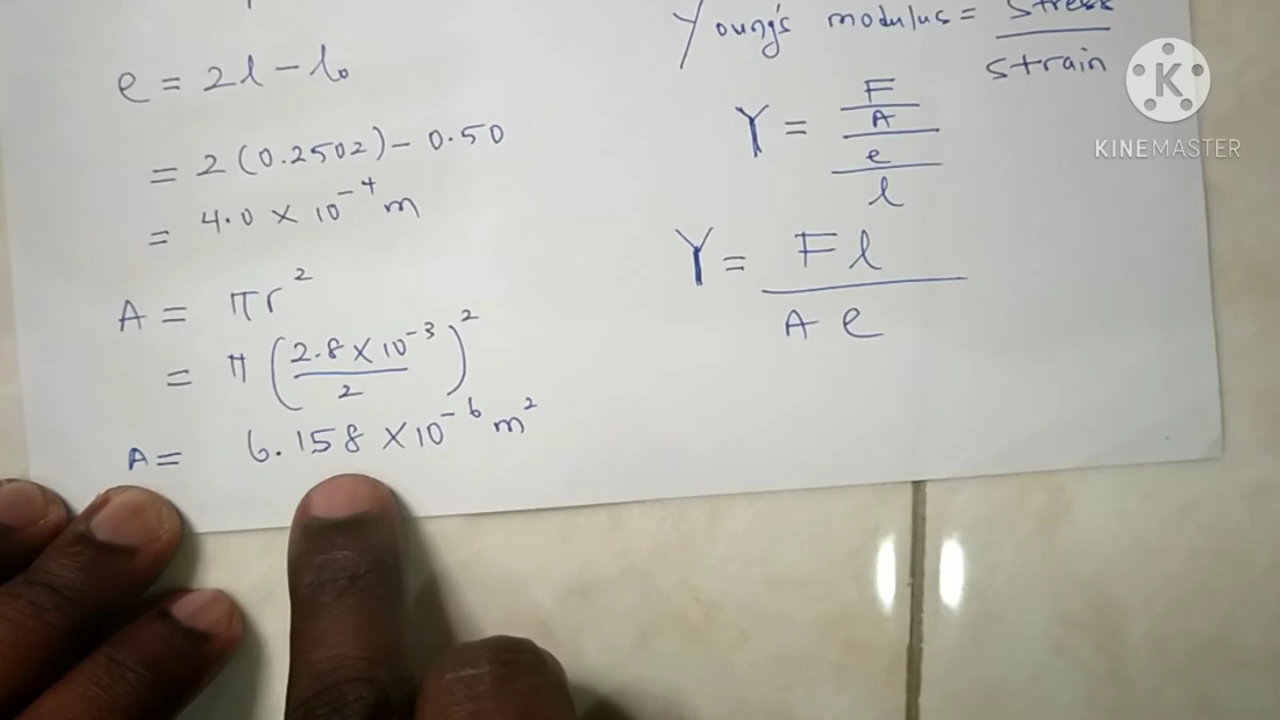 e = 2l - l₀
= 2(0.2502) - 0.50
= 4.0 × 10⁻⁴ m
A = πr²
= π (2.8 × 10⁻³ / 2)²
A = 6.158 × 10⁻⁶ m²
Young's modulus = stress
strain
Y = F
A
e
l
Y = Fl
A e
K
KINEMASTER